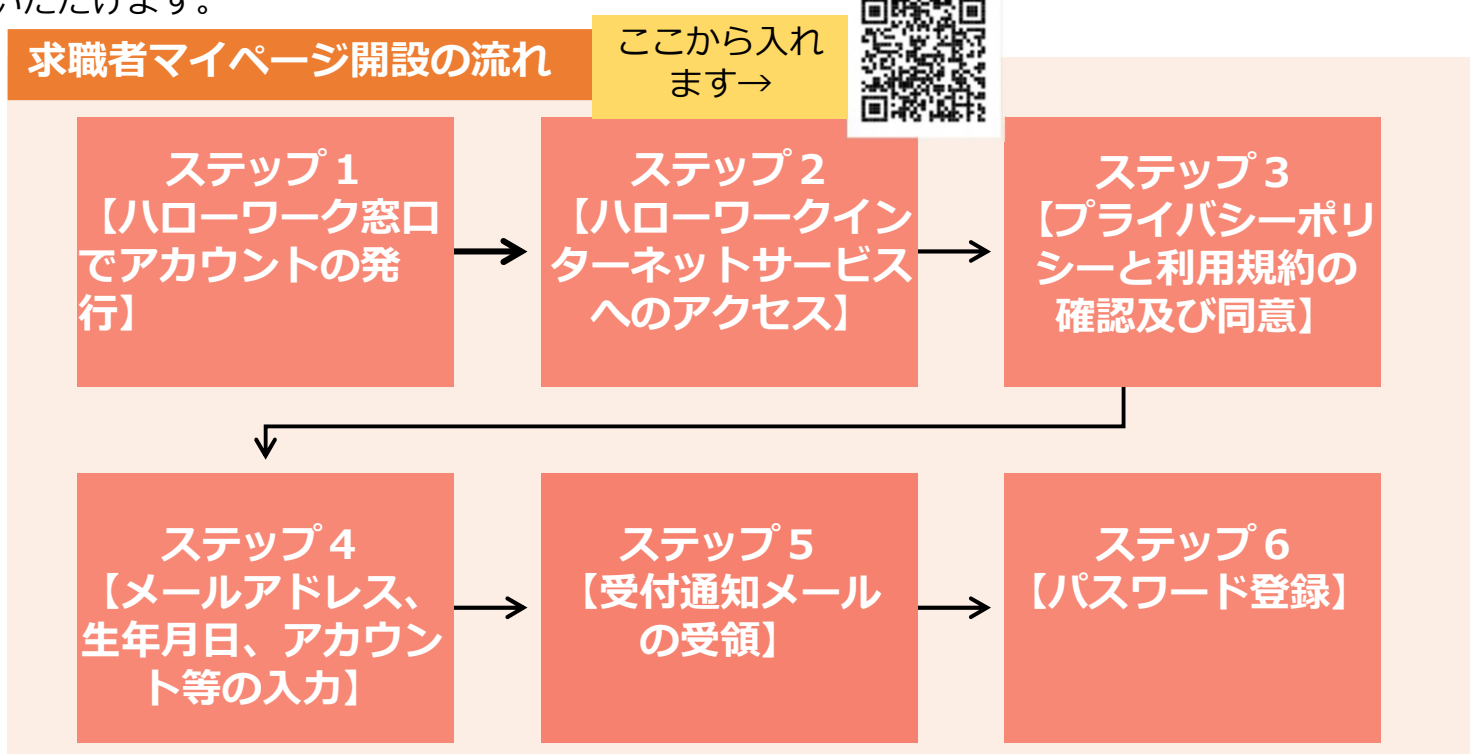 いただけます。
求職者マイページ開設の流れ
ここから入れ
ます→
ステップ１
【ハローワーク窓口
でアカウントの発
行】
ステップ２
【ハローワークイン
ターネットサービス
へのアクセス】
ステップ３
【プライバシーポリ
シーと利用規約の
確認及び同意】
ステップ４
【メールアドレス、
生年月日、アカウン
ト等の入力】
ステップ５
【受付通知メール
の受領】
ステップ６
【パスワード登録】